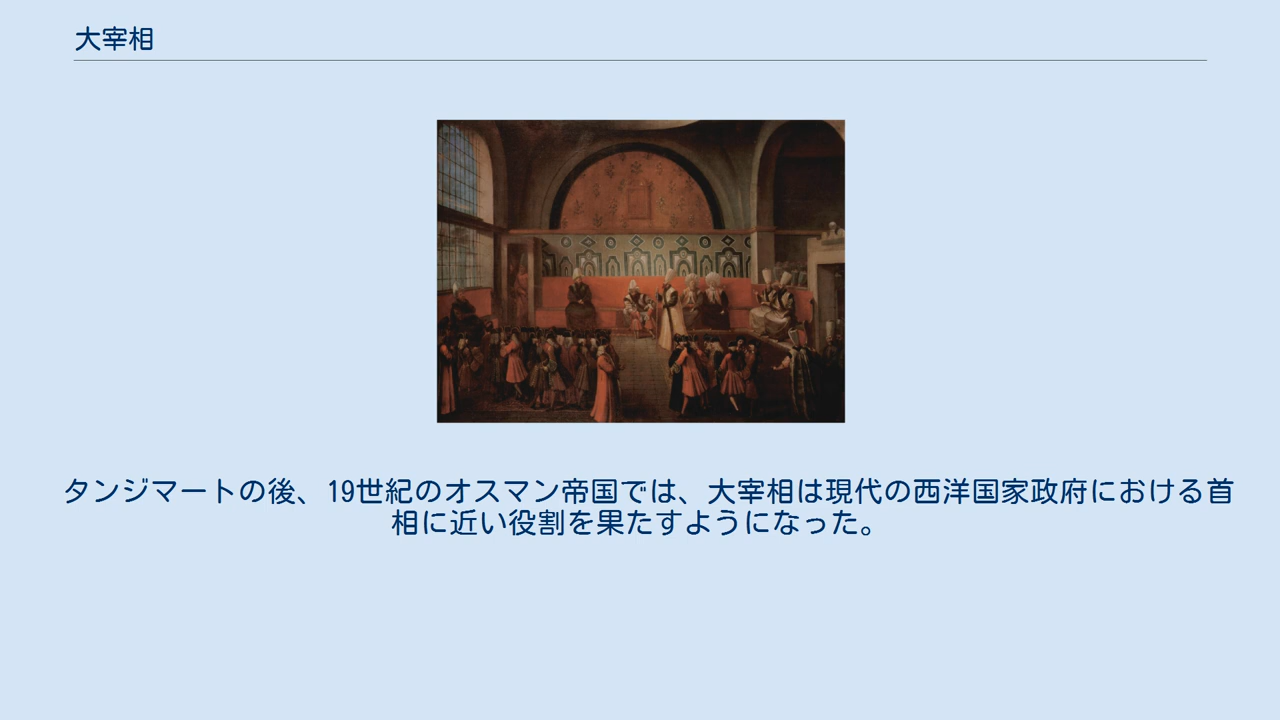 大宰相
タンジマートの後、19世紀のオスマン帝国では、大宰相は現代の西洋国家政府における首
相に近い役割を果たすようになった。